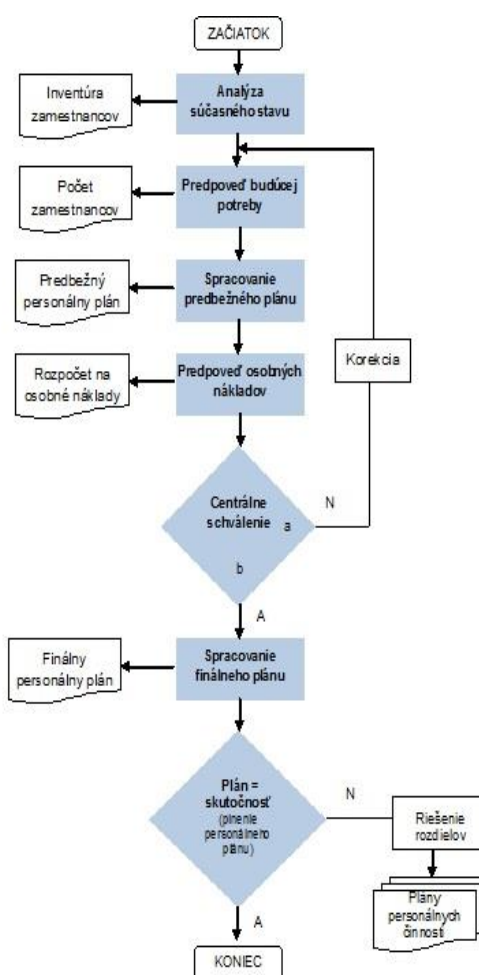 ZAČIATOK
Inventúra
zamestnancov
Analýza
súčasného stavu
Počet
zamestnancov
Predpoveď budúcej
potreby
Predbežný
personálny plán
Spracovanie
predbežného plánu
Korekcia
Rozpočet na
osobné náklady
Predpoveď osobných
nákladov
Centrálne
schválenie
N
a
b
A
Finálny
personálny plán
Spracovanie
finálneho plánu
Plán =
skutočnosť
(plnenie
personálneho
plánu)
N
Riešenie
rozdielov
Plány
personálnych
činností
A
KONIEC